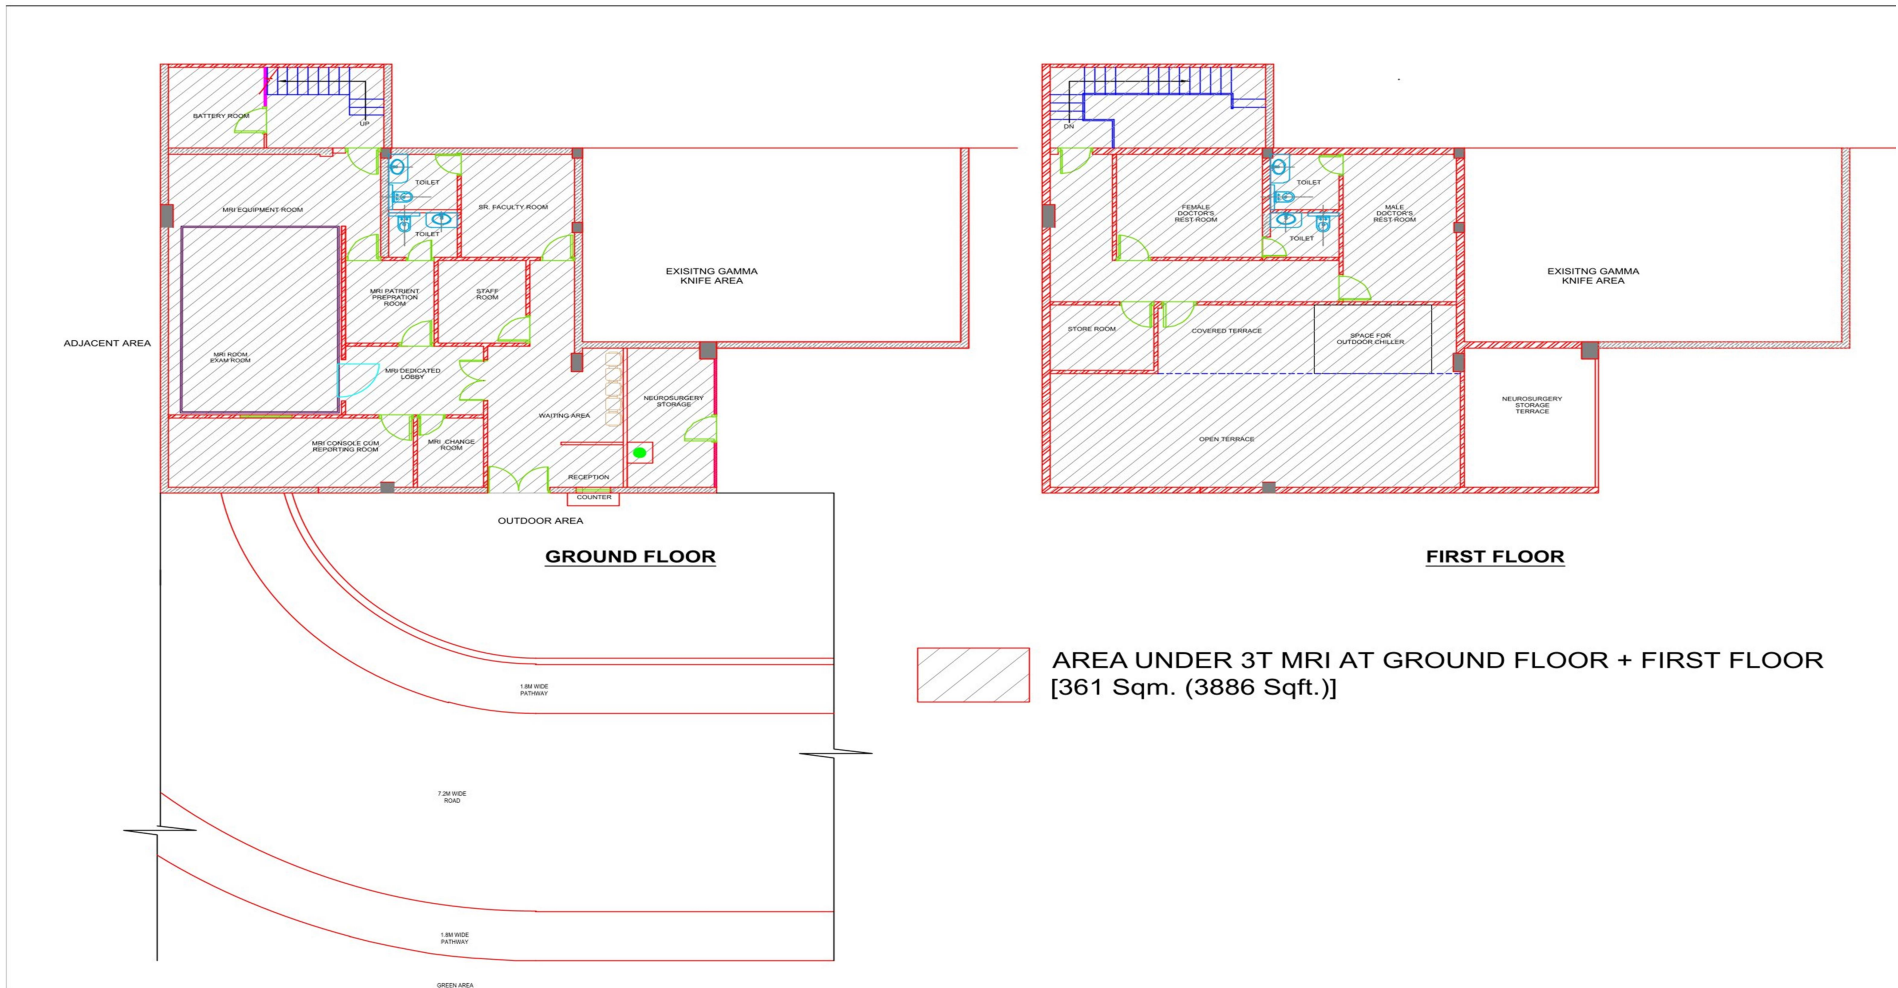 BATTERY ROOM
UP
MRI EQUIPMENT ROOM
TOILET
SR. FACULTY ROOM
TOILET
MRI PATRIENT
PREPRATION
ROOM
STAFF
ROOM
EXISITNG GAMMA
KNIFE AREA
ADJACENT AREA
MRI ROOM
EXAM ROOM
MRI DEDICATED
LOBBY
WAITING AREA
NEUROSURGERY
STORAGE
MRI CONSOLE CUM
REPORTING ROOM
MRI CHANGE
ROOM
RECEPTION
COUNTER
OUTDOOR AREA
GROUND FLOOR
1.8M WIDE
PATHWAY
7.2M WIDE
ROAD
1.8M WIDE
PATHWAY
GREEN AREA
DN
FEMALE
DOCTOR'S
REST ROOM
TOILET
TOILET
MALE
DOCTOR'S
REST ROOM
EXISITNG GAMMA
KNIFE AREA
STORE ROOM
COVERED TERRACE
SPACE FOR
OUTDOOR CHILLER
NEUROSURGERY
STORAGE
TERRACE
OPEN TERRACE
FIRST FLOOR
AREA UNDER 3T MRI AT GROUND FLOOR + FIRST FLOOR
[361 Sqm. (3886 Sqft.)]